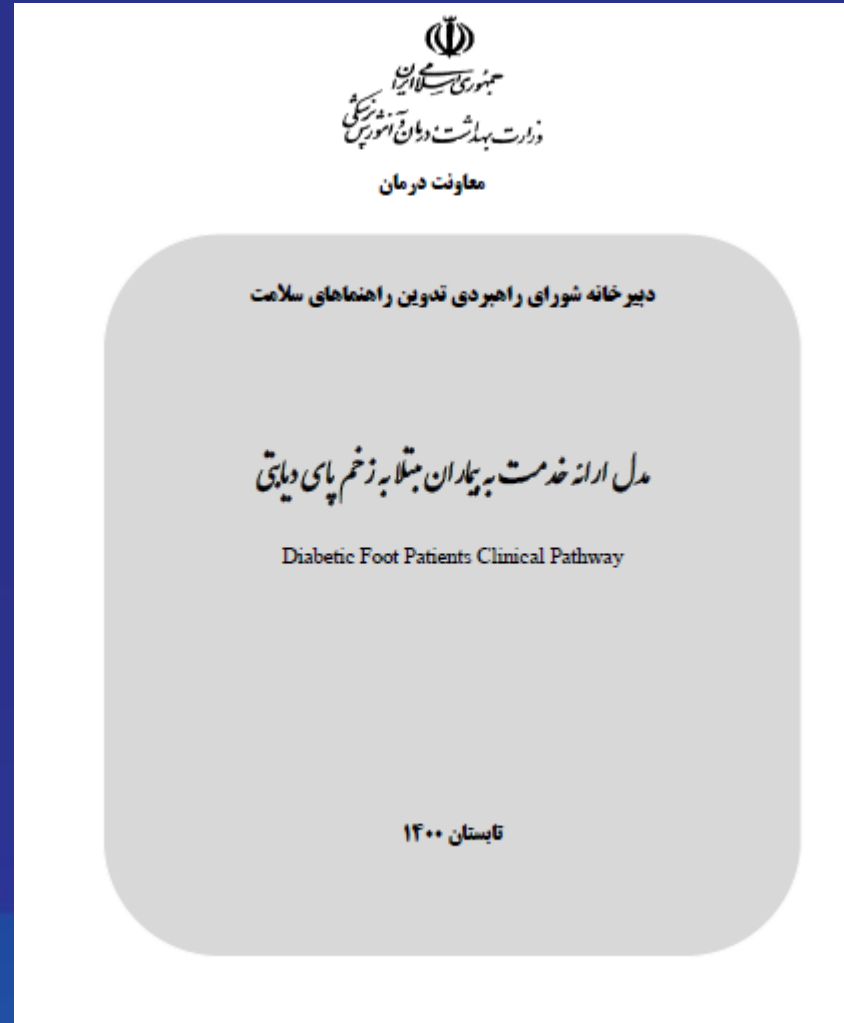 جمهوری اسلامی ایران
وزارت بهداشت، درمان و آموزش پزشکی
معاونت درمان
دبیرخانه شورای راهبردی تدوین راهنماهای سلامت
مدل ارائه خدمت به بیماران مبتلا به زخم پای دیابتی
Diabetic Foot Patients Clinical Pathway
تابستان ۱۴۰۰